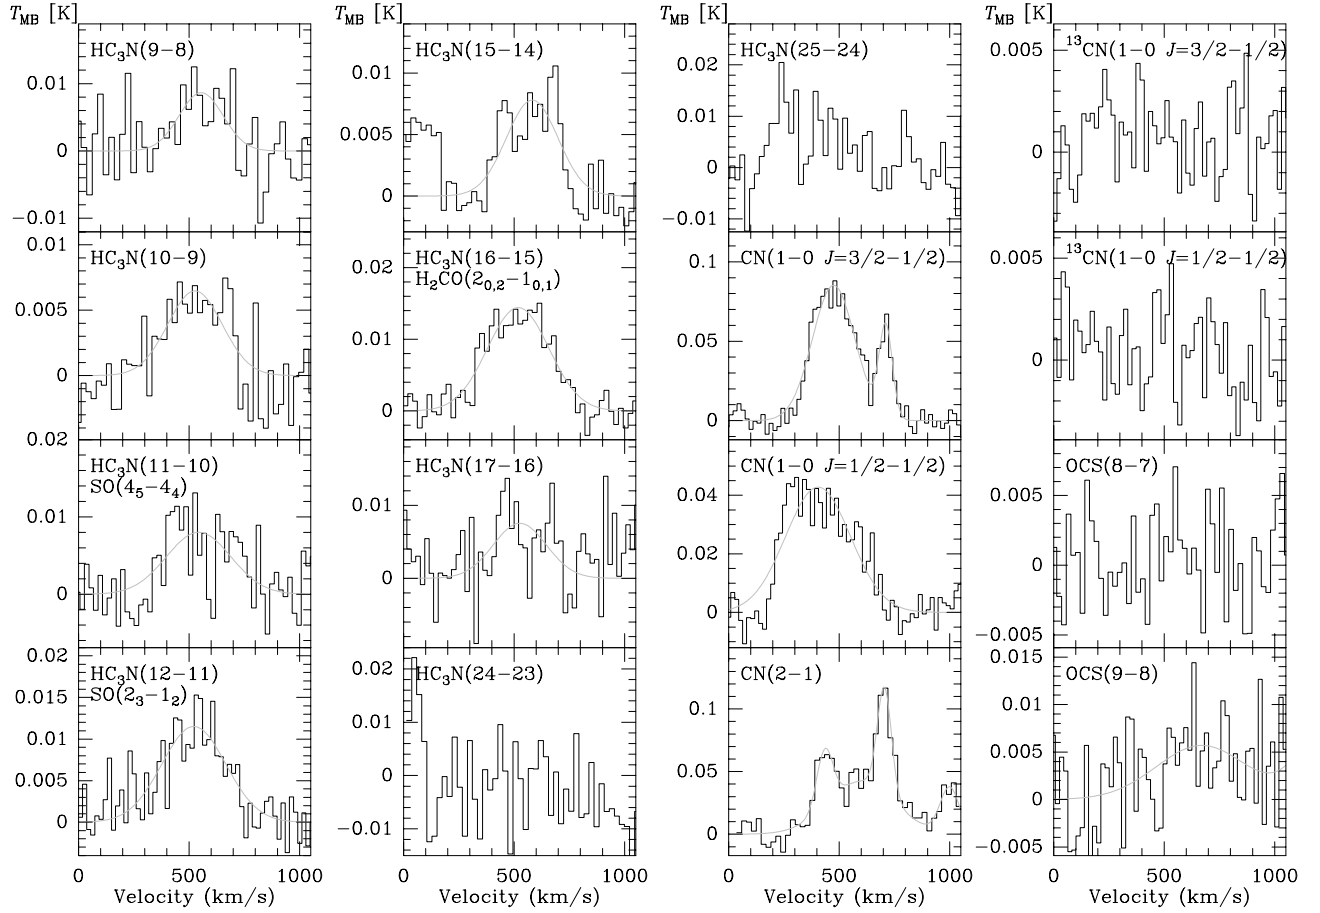 T_MB [K] T_MB [K] T_MB [K] T_MB [K]
HC₃N(9−8)
0.01
0
−0.01
HC₃N(15−14)
0.01
0.005
0
HC₃N(25−24)
0.02
0.01
0
−0.01
¹³CN(1−0 J=3/2−1/2)
0.005
0
HC₃N(10−9)
0.01
0.005
0
HC₃N(16−15)
H₂CO(2₀,₂−1₀,₁)
0.02
0.01
0
CN(1−0 J=3/2−1/2)
0.1
0.05
0
¹³CN(1−0 J=1/2−1/2)
0.005
0
0.02
HC₃N(11−10)
SO(4₅−4₄)
0.01
0
HC₃N(17−16)
0.01
0
CN(1−0 J=1/2−1/2)
0.04
0.02
0
OCS(8−7)
0.005
0
−0.005
HC₃N(12−11)
SO(2₃−1₂)
0.02
0.015
0.01
0.005
0
HC₃N(24−23)
0.02
0.01
0
−0.01
CN(2−1)
0.1
0.05
0
OCS(9−8)
0.015
0.01
0.005
0
−0.005
0 500 1000 0 500 1000 0 500 1000 0 500 1000
Velocity (km/s) Velocity (km/s) Velocity (km/s) Velocity (km/s)